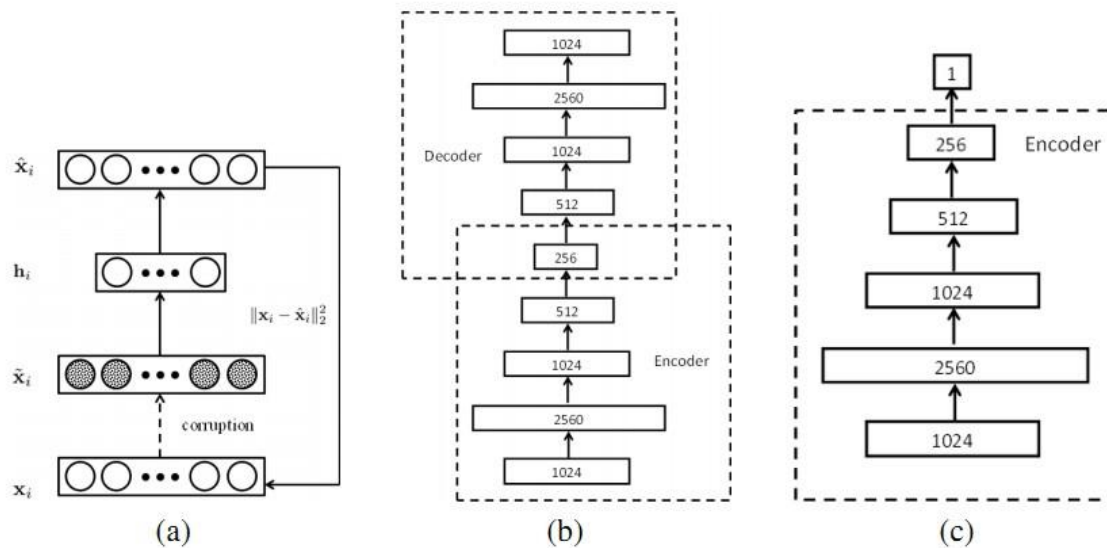 x̂ᵢ
hᵢ
‖xᵢ − x̂ᵢ‖₂²
x̃ᵢ
corruption
xᵢ
(a)
1024
2560
1024
Decoder
512
256
512
1024
Encoder
2560
1024
(b)
1
256
Encoder
512
1024
2560
1024
(c)